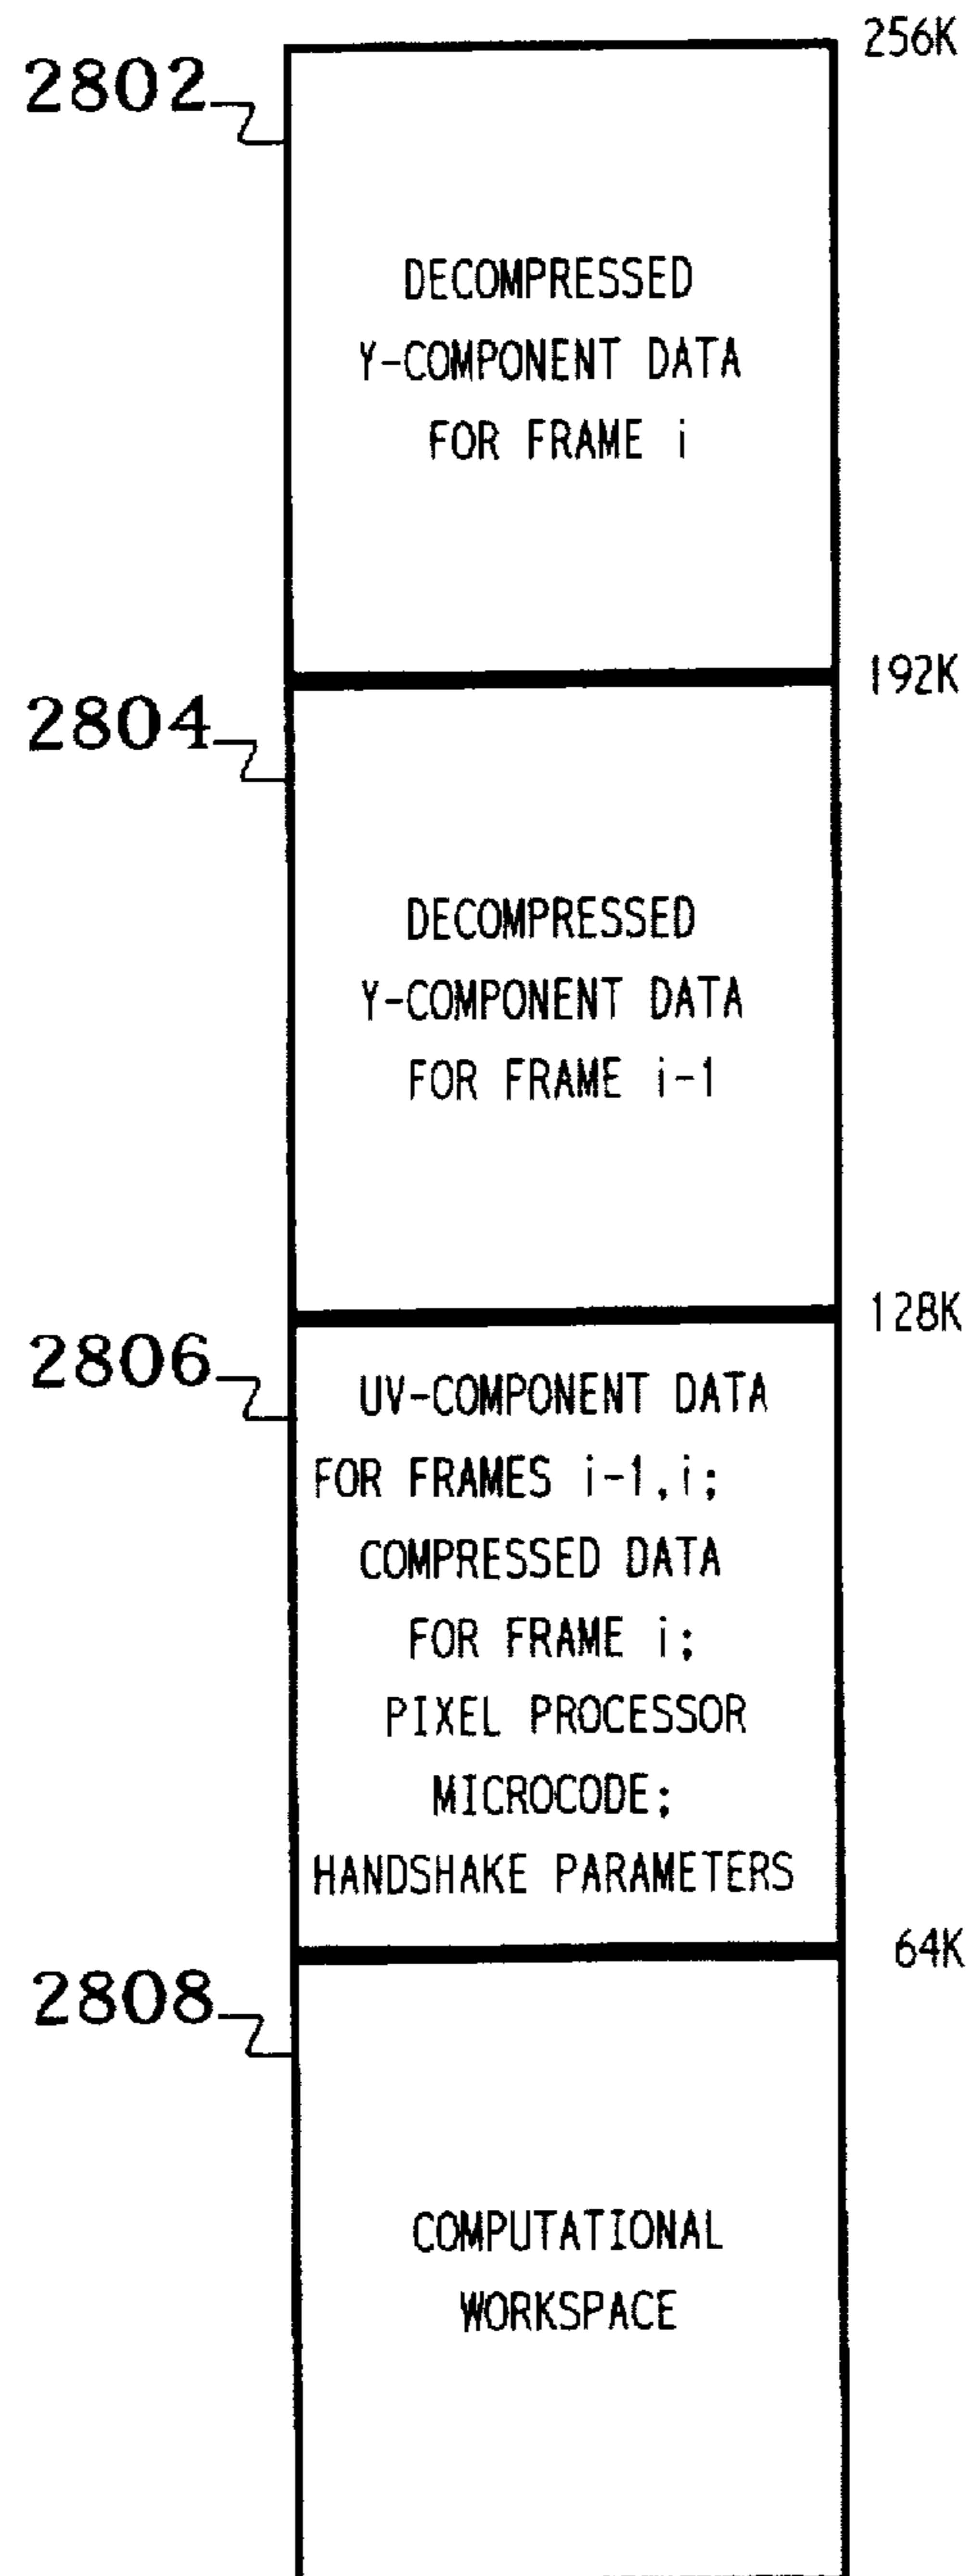 256K
2802
DECOMPRESSED
Y-COMPONENT DATA
FOR FRAME i
192K
2804
DECOMPRESSED
Y-COMPONENT DATA
FOR FRAME i-1
128K
2806
UV-COMPONENT DATA
FOR FRAMES i-1,i;
COMPRESSED DATA
FOR FRAME i;
PIXEL PROCESSOR
MICROCODE;
HANDSHAKE PARAMETERS
64K
2808
COMPUTATIONAL
WORKSPACE